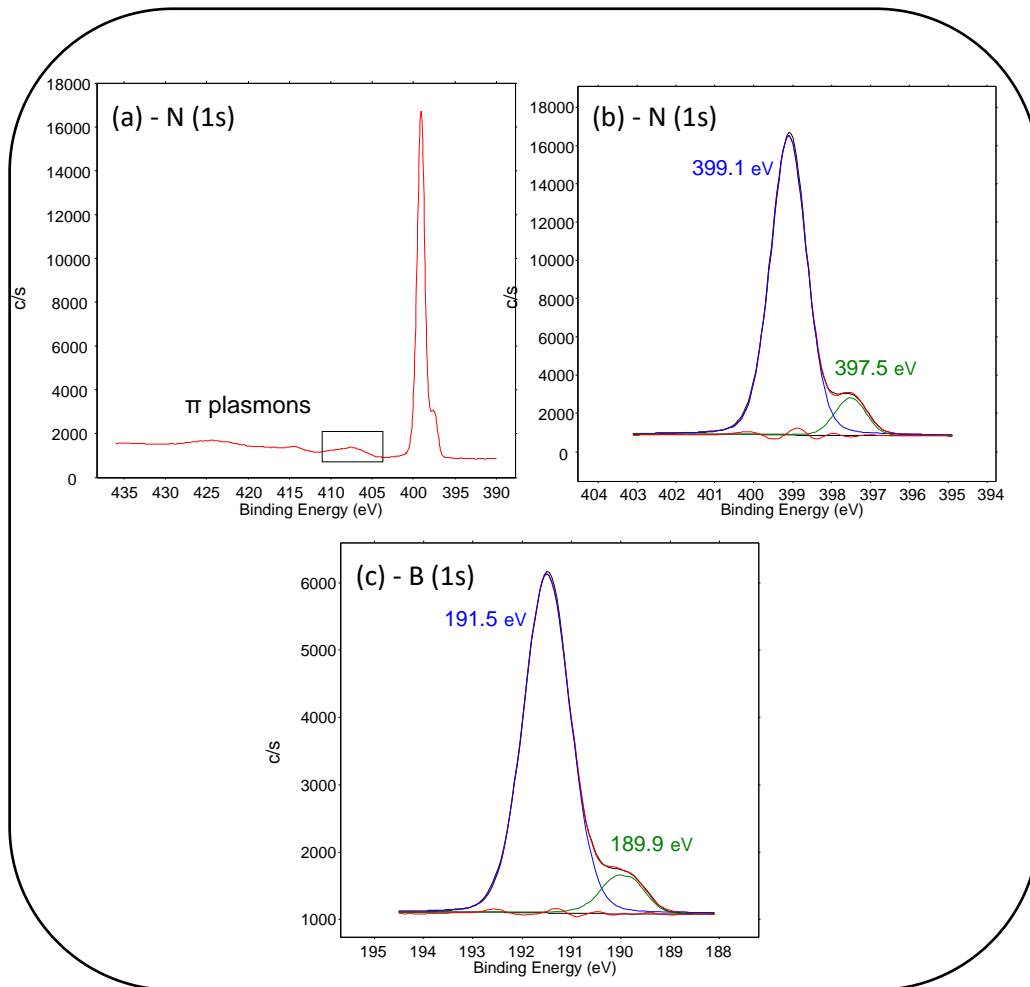 (a) - N (1s)
18000
16000
14000
12000
10000
8000
6000
4000
2000
0
c/s
π plasmons
435 430 425 420 415 410 405 400 395 390
Binding Energy (eV)
(b) - N (1s)
399.1 eV
397.5 eV
18000
16000
14000
12000
10000
8000
6000
4000
2000
0
c/s
404 403 402 401 400 399 398 397 396 395 394
Binding Energy (eV)
(c) - B (1s)
191.5 eV
189.9 eV
6000
5000
4000
3000
2000
1000
c/s
195 194 193 192 191 190 189 188
Binding Energy (eV)